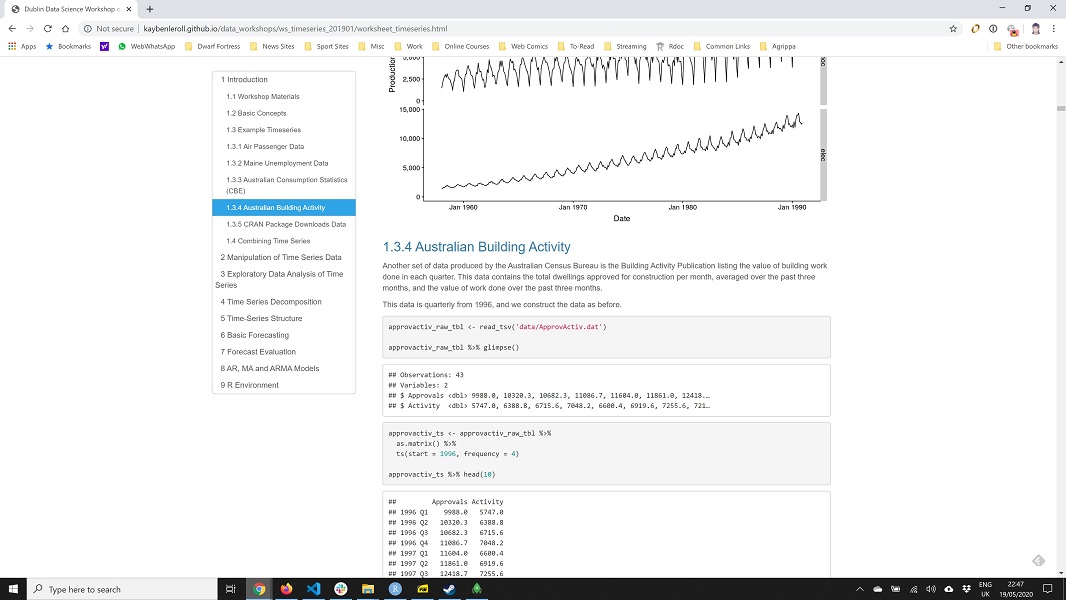 Dublin Data Science Workshop o
Not secure | kaybenleroll.github.io/data_workshops/ws_timeseries_201901/worksheet_timeseries.html
Apps Bookmarks WebWhatsApp Dwarf Fortress News Sites Sport Sites Misc Work Online Courses Web Comics To-Read Streaming Rdoc Common Links Agrippa Other bookmarks
1 Introduction
1.1 Workshop Materials
1.2 Basic Concepts
1.3 Example Timeseries
1.3.1 Air Passenger Data
1.3.2 Maine Unemployment Data
1.3.3 Australian Consumption Statistics
(CBE)
1.3.4 Australian Building Activity
1.3.5 CRAN Package Downloads Data
1.4 Combining Time Series
2 Manipulation of Time Series Data
3 Exploratory Data Analysis of Time
Series
4 Time Series Decomposition
5 Time-Series Structure
6 Basic Forecasting
7 Forecast Evaluation
8 AR, MA and ARMA Models
9 R Environment
Production
5,000
2,500
0
15,000
10,000
5,000
0
elec
Jan 1960 Jan 1970 Jan 1980 Jan 1990
Date
1.3.4 Australian Building Activity
Another set of data produced by the Australian Census Bureau is the Building Activity Publication listing the value of building work
done in each quarter. This data contains the total dwellings approved for construction per month, averaged over the past three
months, and the value of work done over the past three months.
This data is quarterly from 1996, and we construct the data as before.
approvactiv_raw_tbl <- read_tsv('data/ApprovActiv.dat')
approvactiv_raw_tbl %>% glimpse()
## Observations: 43
## Variables: 2
## $ Approvals <dbl> 9988.0, 10320.3, 10682.3, 11086.7, 11604.0, 11861.0, 12418.…
## $ Activity <dbl> 5747.0, 6388.8, 6715.6, 7048.2, 6600.4, 6919.6, 7255.6, 721…
approvactiv_ts <- approvactiv_raw_tbl %>%
as.matrix() %>%
ts(start = 1996, frequency = 4)
approvactiv_ts %>% head(10)
## Approvals Activity
## 1996 Q1 9988.0 5747.0
## 1996 Q2 10320.3 6388.8
## 1996 Q3 10682.3 6715.6
## 1996 Q4 11086.7 7048.2
## 1997 Q1 11604.0 6600.4
## 1997 Q2 11861.0 6919.6
## 1997 Q3 12418.7 7255.6
Type here to search
ENG
UK
22:47
19/05/2020